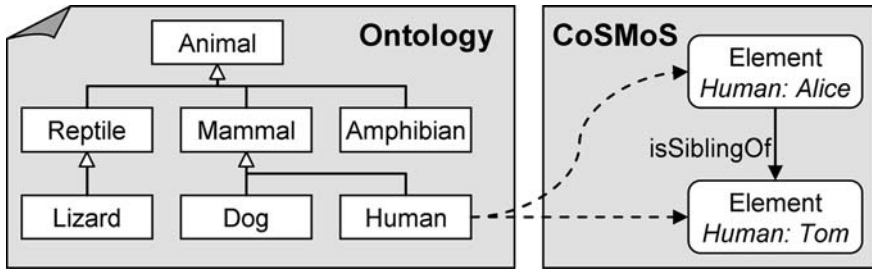 Ontology
Animal
Reptile
Mammal
Amphibian
Lizard
Dog
Human
CoSMoS
Element
Human: Alice
isSiblingOf
Element
Human: Tom